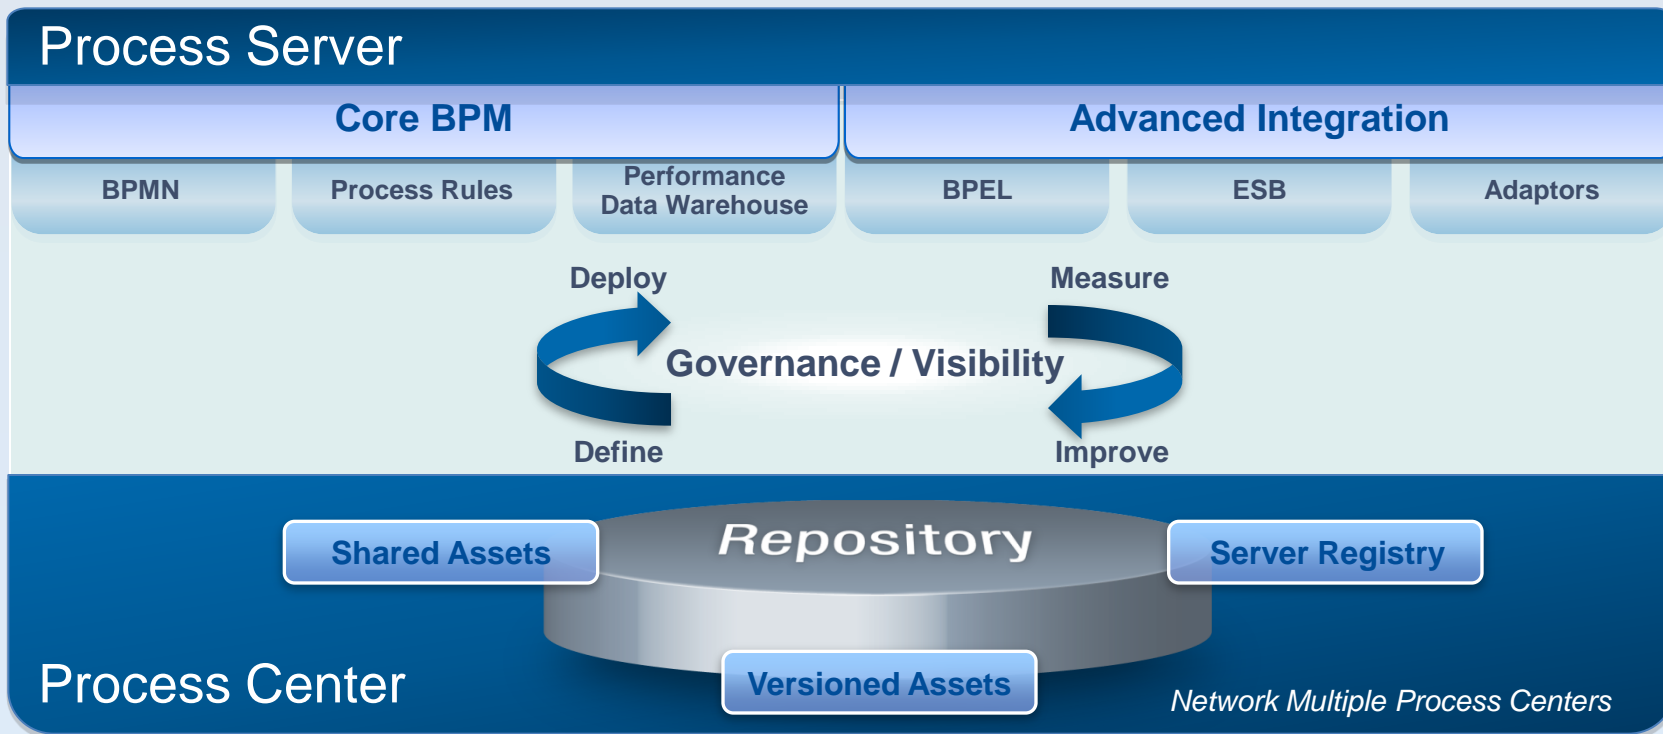 Process Server
Core BPM
Advanced Integration
BPMN
Process Rules
Performance
Data Warehouse
BPEL
ESB
Adaptors
Deploy
Measure
Governance / Visibility
Define
Improve
Repository
Shared Assets
Server Registry
Process Center
Versioned Assets
Network Multiple Process Centers